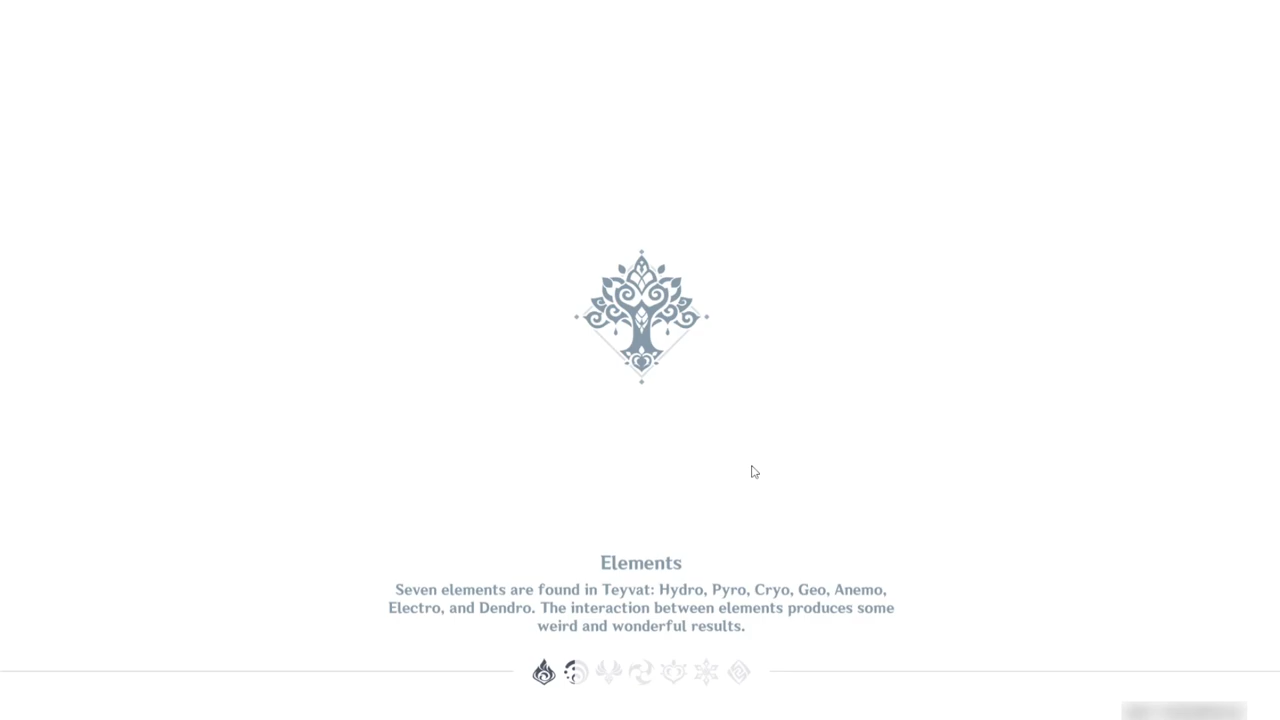 Elements
Seven elements are found in Teyvat: Hydro, Pyro, Cryo, Geo, Anemo,
Electro, and Dendro. The interaction between elements produces some
weird and wonderful results.